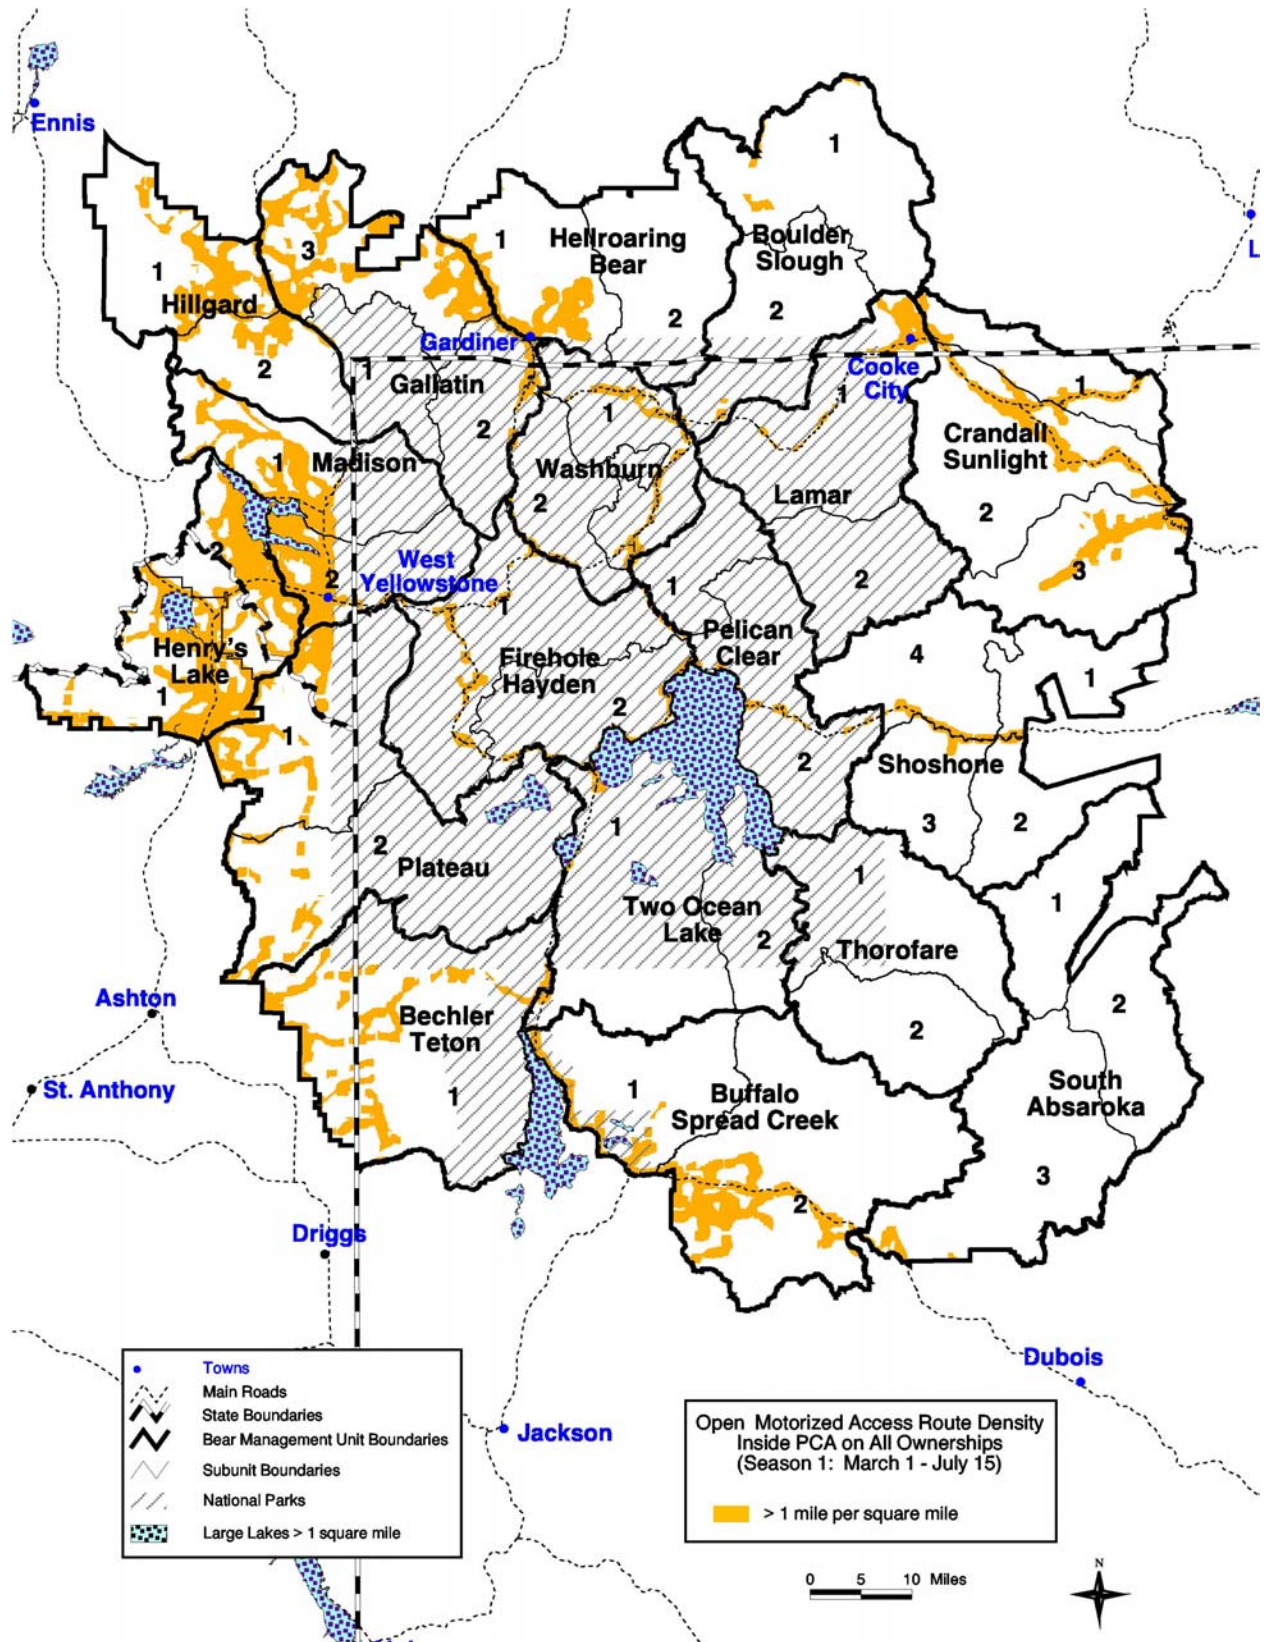 Ennis
1
1
3
1
Hellroaring
Bear
Boulder
Slough
L
1
Hillgard
2
2
Gardiner
2
1
Gallatin
Cooke
City
1
1
2
1
Crandall
Sunlight
1
Madison
Washburn
2
Lamar
2
2
West
Yellowstone
2
1
1
2
3
Henry's
Lake
Firehole
Hayden
Pelican
Clear
4
1
1
2
1
2
Shoshone
2
Plateau
1
3
2
1
Two Ocean
Lake
2
Thorofare
1
Ashton
Bechler
Teton
2
2
St. Anthony
1
1
Buffalo
Spread Creek
South
Absaroka
2
3
Driggs
Dubois
Jackson
Towns
Main Roads
State Boundaries
Bear Management Unit Boundaries
Subunit Boundaries
National Parks
Large Lakes > 1 square mile
Open Motorized Access Route Density
Inside PCA on All Ownerships
(Season 1: March 1 - July 15)
> 1 mile per square mile
0 5 10 Miles
N